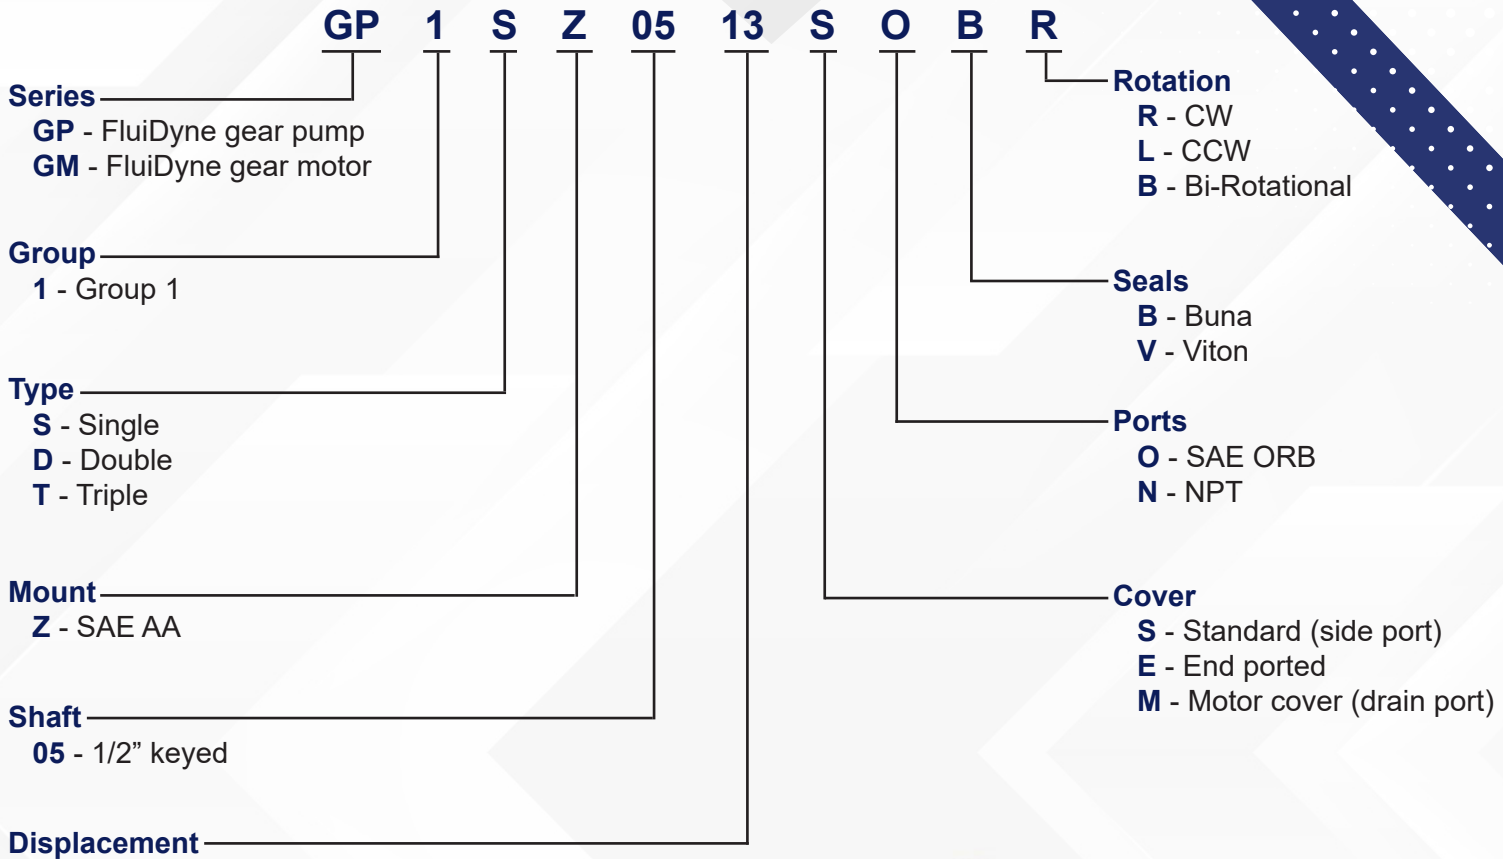 GP 1 S Z 05 13 S O B R
Series
GP - FluiDyne gear pump
GM - FluiDyne gear motor
Group
1 - Group 1
Type
S - Single
D - Double
T - Triple
Mount
Z - SAE AA
Shaft
05 - 1/2” keyed
Displacement
Rotation
R - CW
L - CCW
B - Bi-Rotational
Seals
B - Buna
V - Viton
Ports
O - SAE ORB
N - NPT
Cover
S - Standard (side port)
E - End ported
M - Motor cover (drain port)